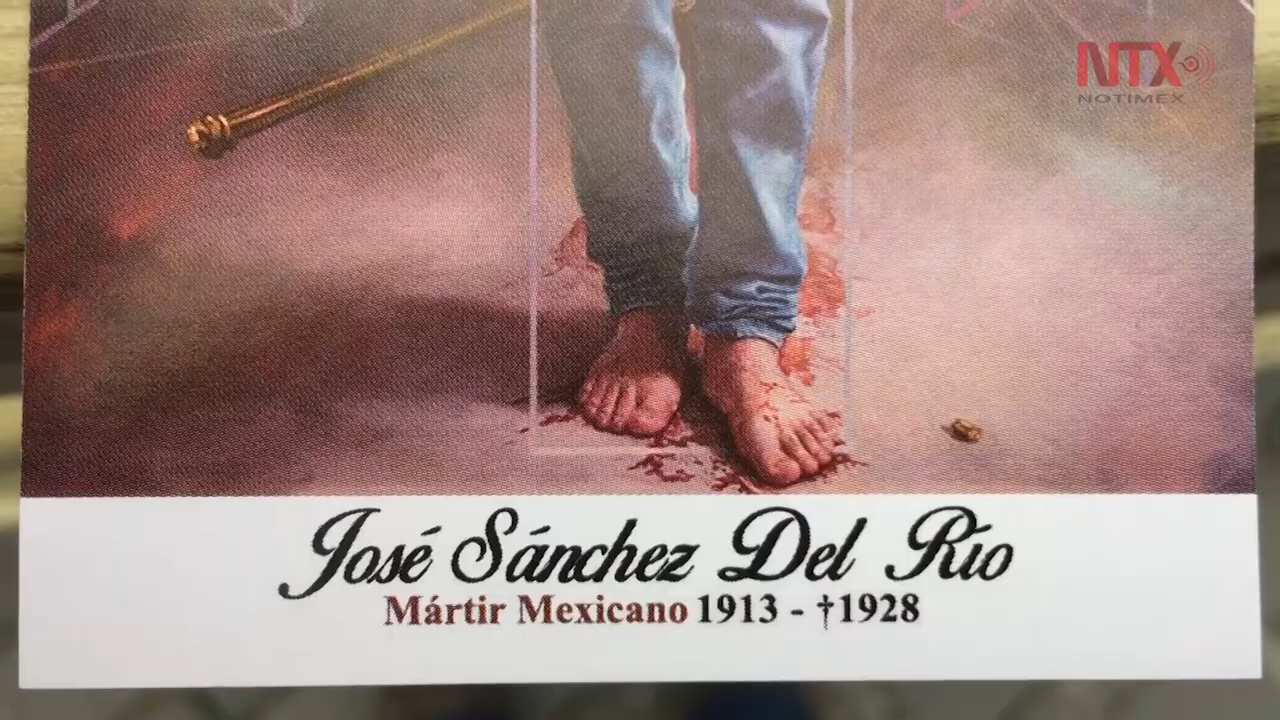 NTX
NOTIMEX
José Sánchez Del Río
Mártir Mexicano 1913 - †1928